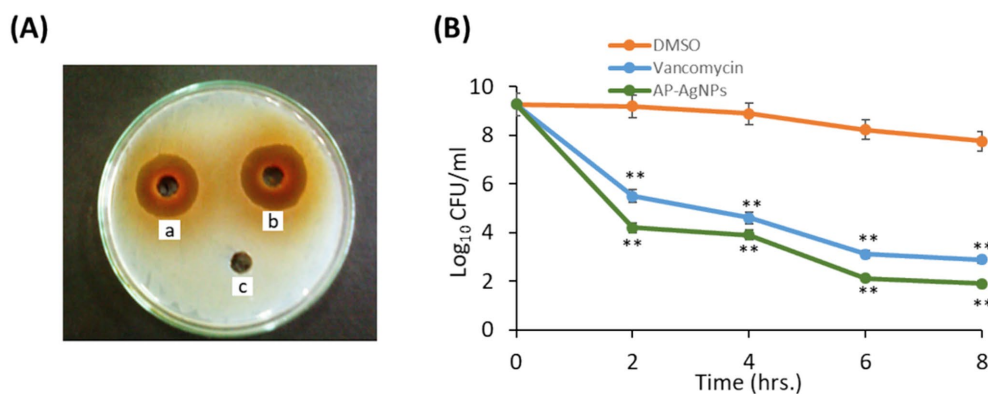 (A)
a
b
c
(B)
DMSO
Vancomycin
AP-AgNPs
Log10 CFU/ml
10
8
6
4
2
0
**
**
**
**
**
**
**
**
0
2
4
6
8
Time (hrs.)